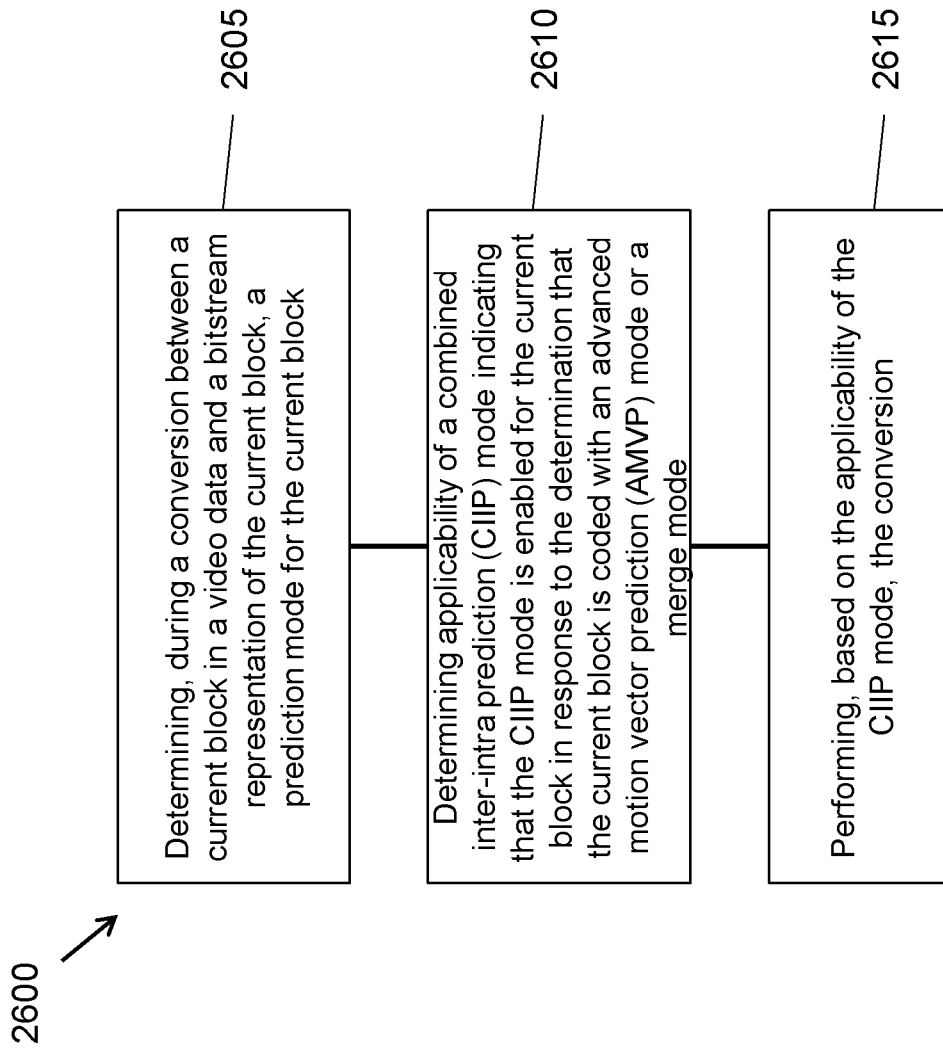 2600
Determining, during a conversion between a
current block in a video data and a bitstream
representation of the current block, a
prediction mode for the current block
2605
Determining applicability of a combined
inter-intra prediction (CIIP) mode indicating
that the CIIP mode is enabled for the current
block in response to the determination that
the current block is coded with an advanced
motion vector prediction (AMVP) mode or a
merge mode
2610
Performing, based on the applicability of the
CIIP mode, the conversion
2615